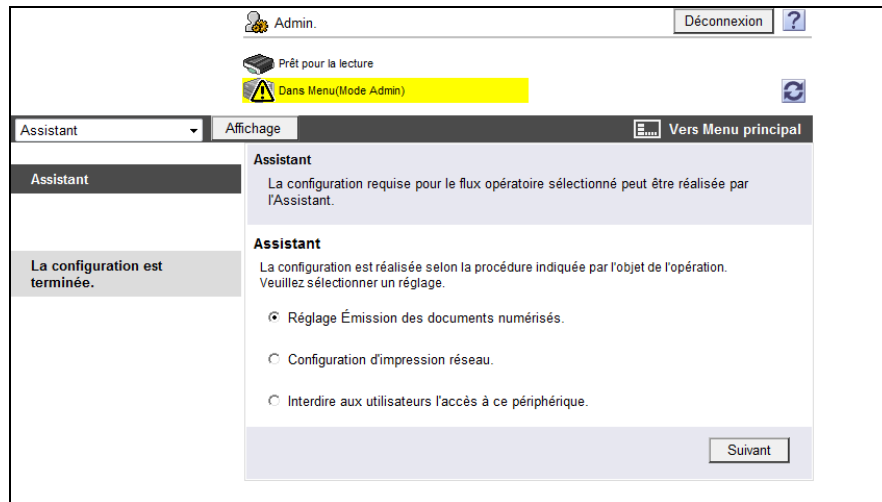 Admin.
Déconnexion
?
Prêt pour la lecture
Dans Menu(Mode Admin)
Assistant
Affichage
Vers Menu principal
Assistant
La configuration est
terminée.
Assistant
La configuration requise pour le flux opératoire sélectionné peut être réalisée par
l'Assistant.
Assistant
La configuration est réalisée selon la procédure indiquée par l'objet de l'opération.
Veuillez sélectionner un réglage.
Réglage Émission des documents numérisés.
Configuration d'impression réseau.
Interdire aux utilisateurs l'accès à ce périphérique.
Suivant